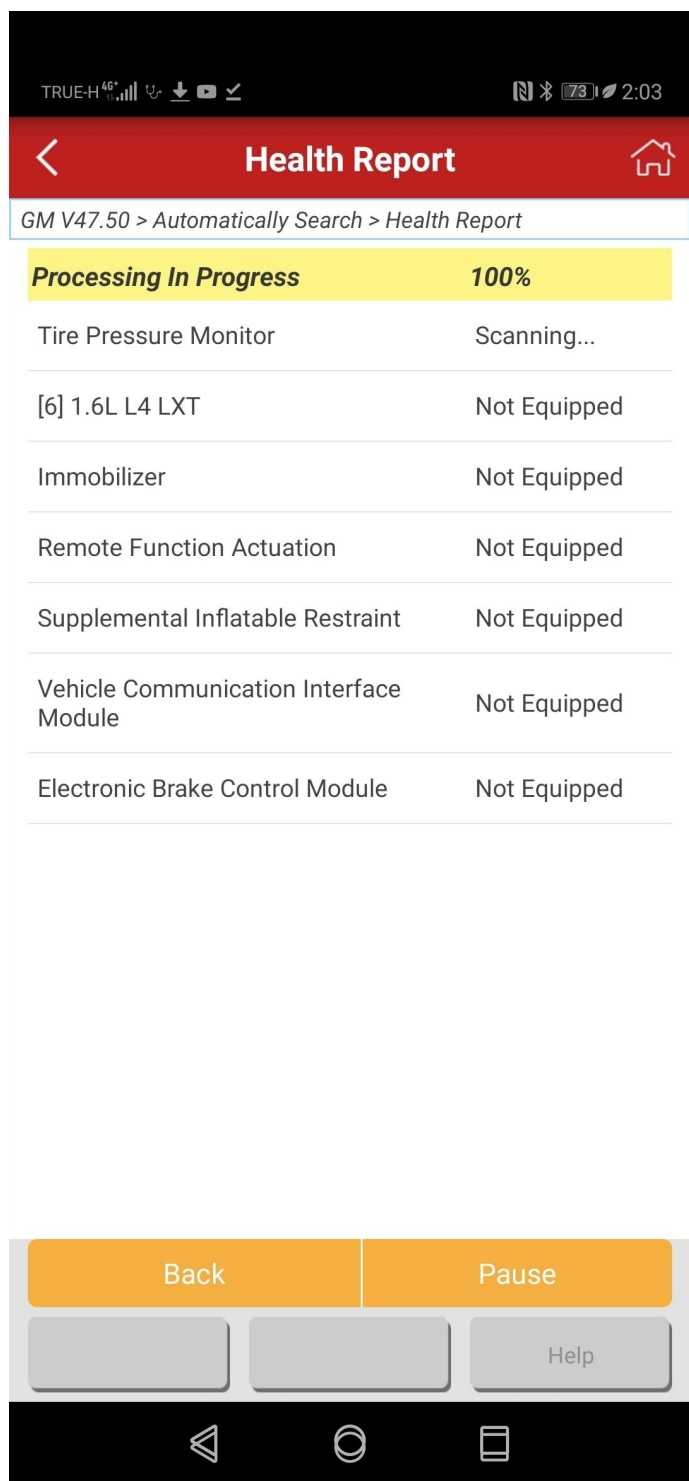 TRUE-H 4G+ 73 2:03
Health Report
GM V47.50 > Automatically Search > Health Report
Processing In Progress 100%
Tire Pressure Monitor Scanning...
[6] 1.6L L4 LXT Not Equipped
Immobilizer Not Equipped
Remote Function Actuation Not Equipped
Supplemental Inflatable Restraint Not Equipped
Vehicle Communication Interface
Module Not Equipped
Electronic Brake Control Module Not Equipped
Back Pause
Help